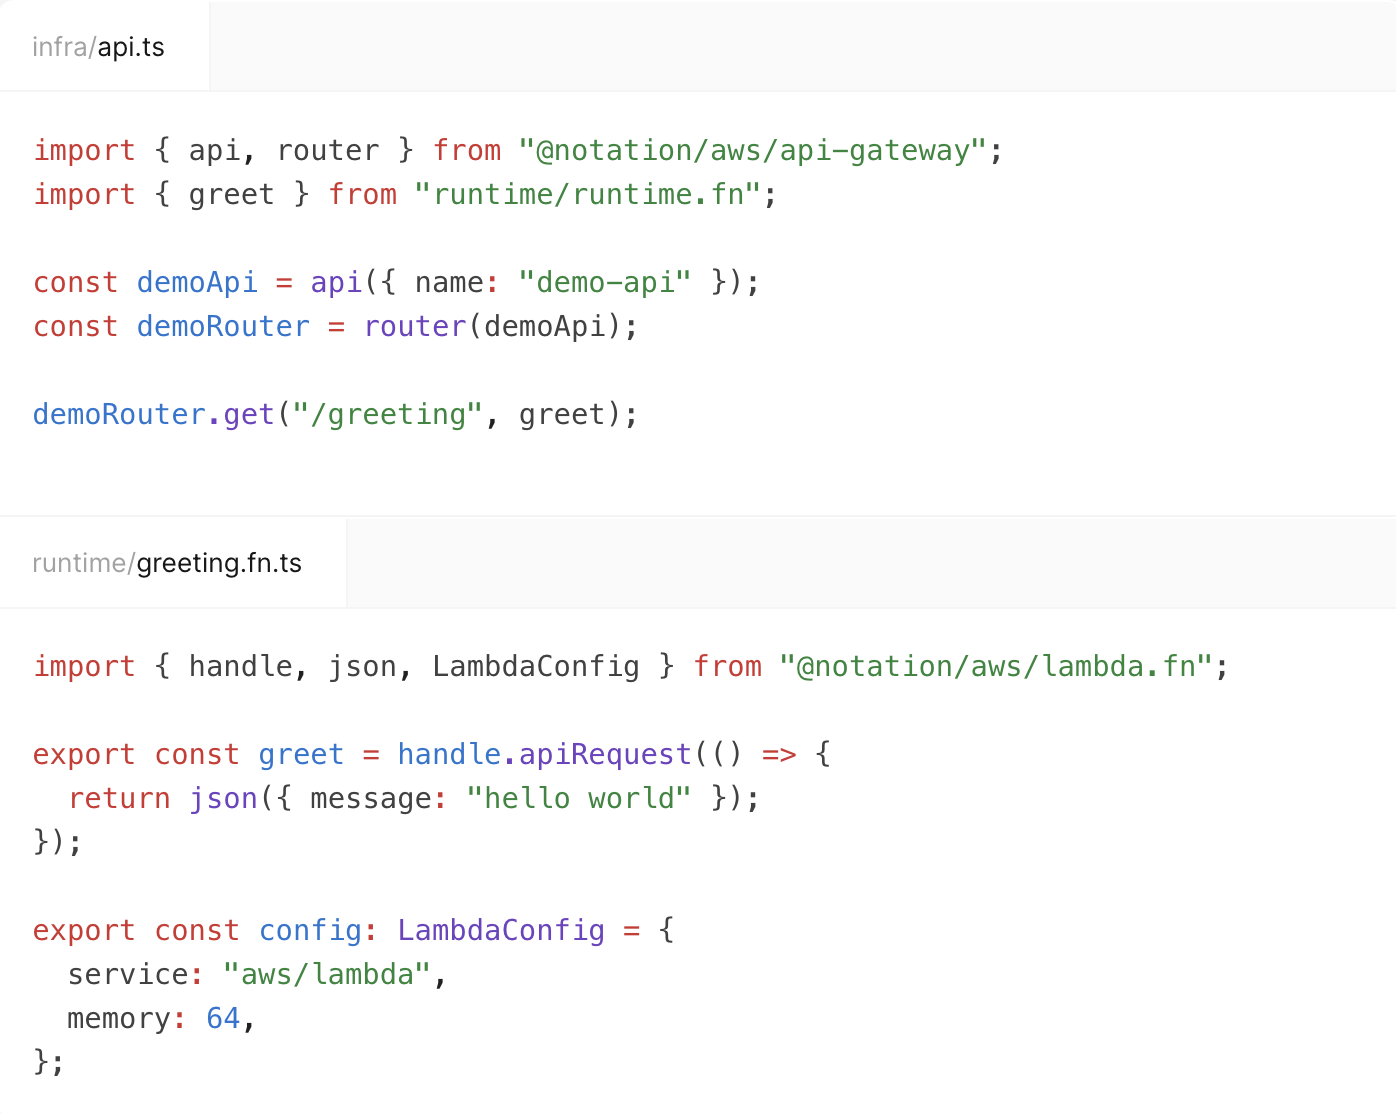 infra/api.ts
import { api, router } from "@notation/aws/api-gateway";
import { greet } from "runtime/runtime.fn";
const demoApi = api({ name: "demo-api" });
const demoRouter = router(demoApi);
demoRouter.get("/greeting", greet);
runtime/greeting.fn.ts
import { handle, json, LambdaConfig } from "@notation/aws/lambda.fn";
export const greet = handle.apiRequest(() => {
  return json({ message: "hello world" });
});
export const config: LambdaConfig = {
  service: "aws/lambda",
  memory: 64,
};